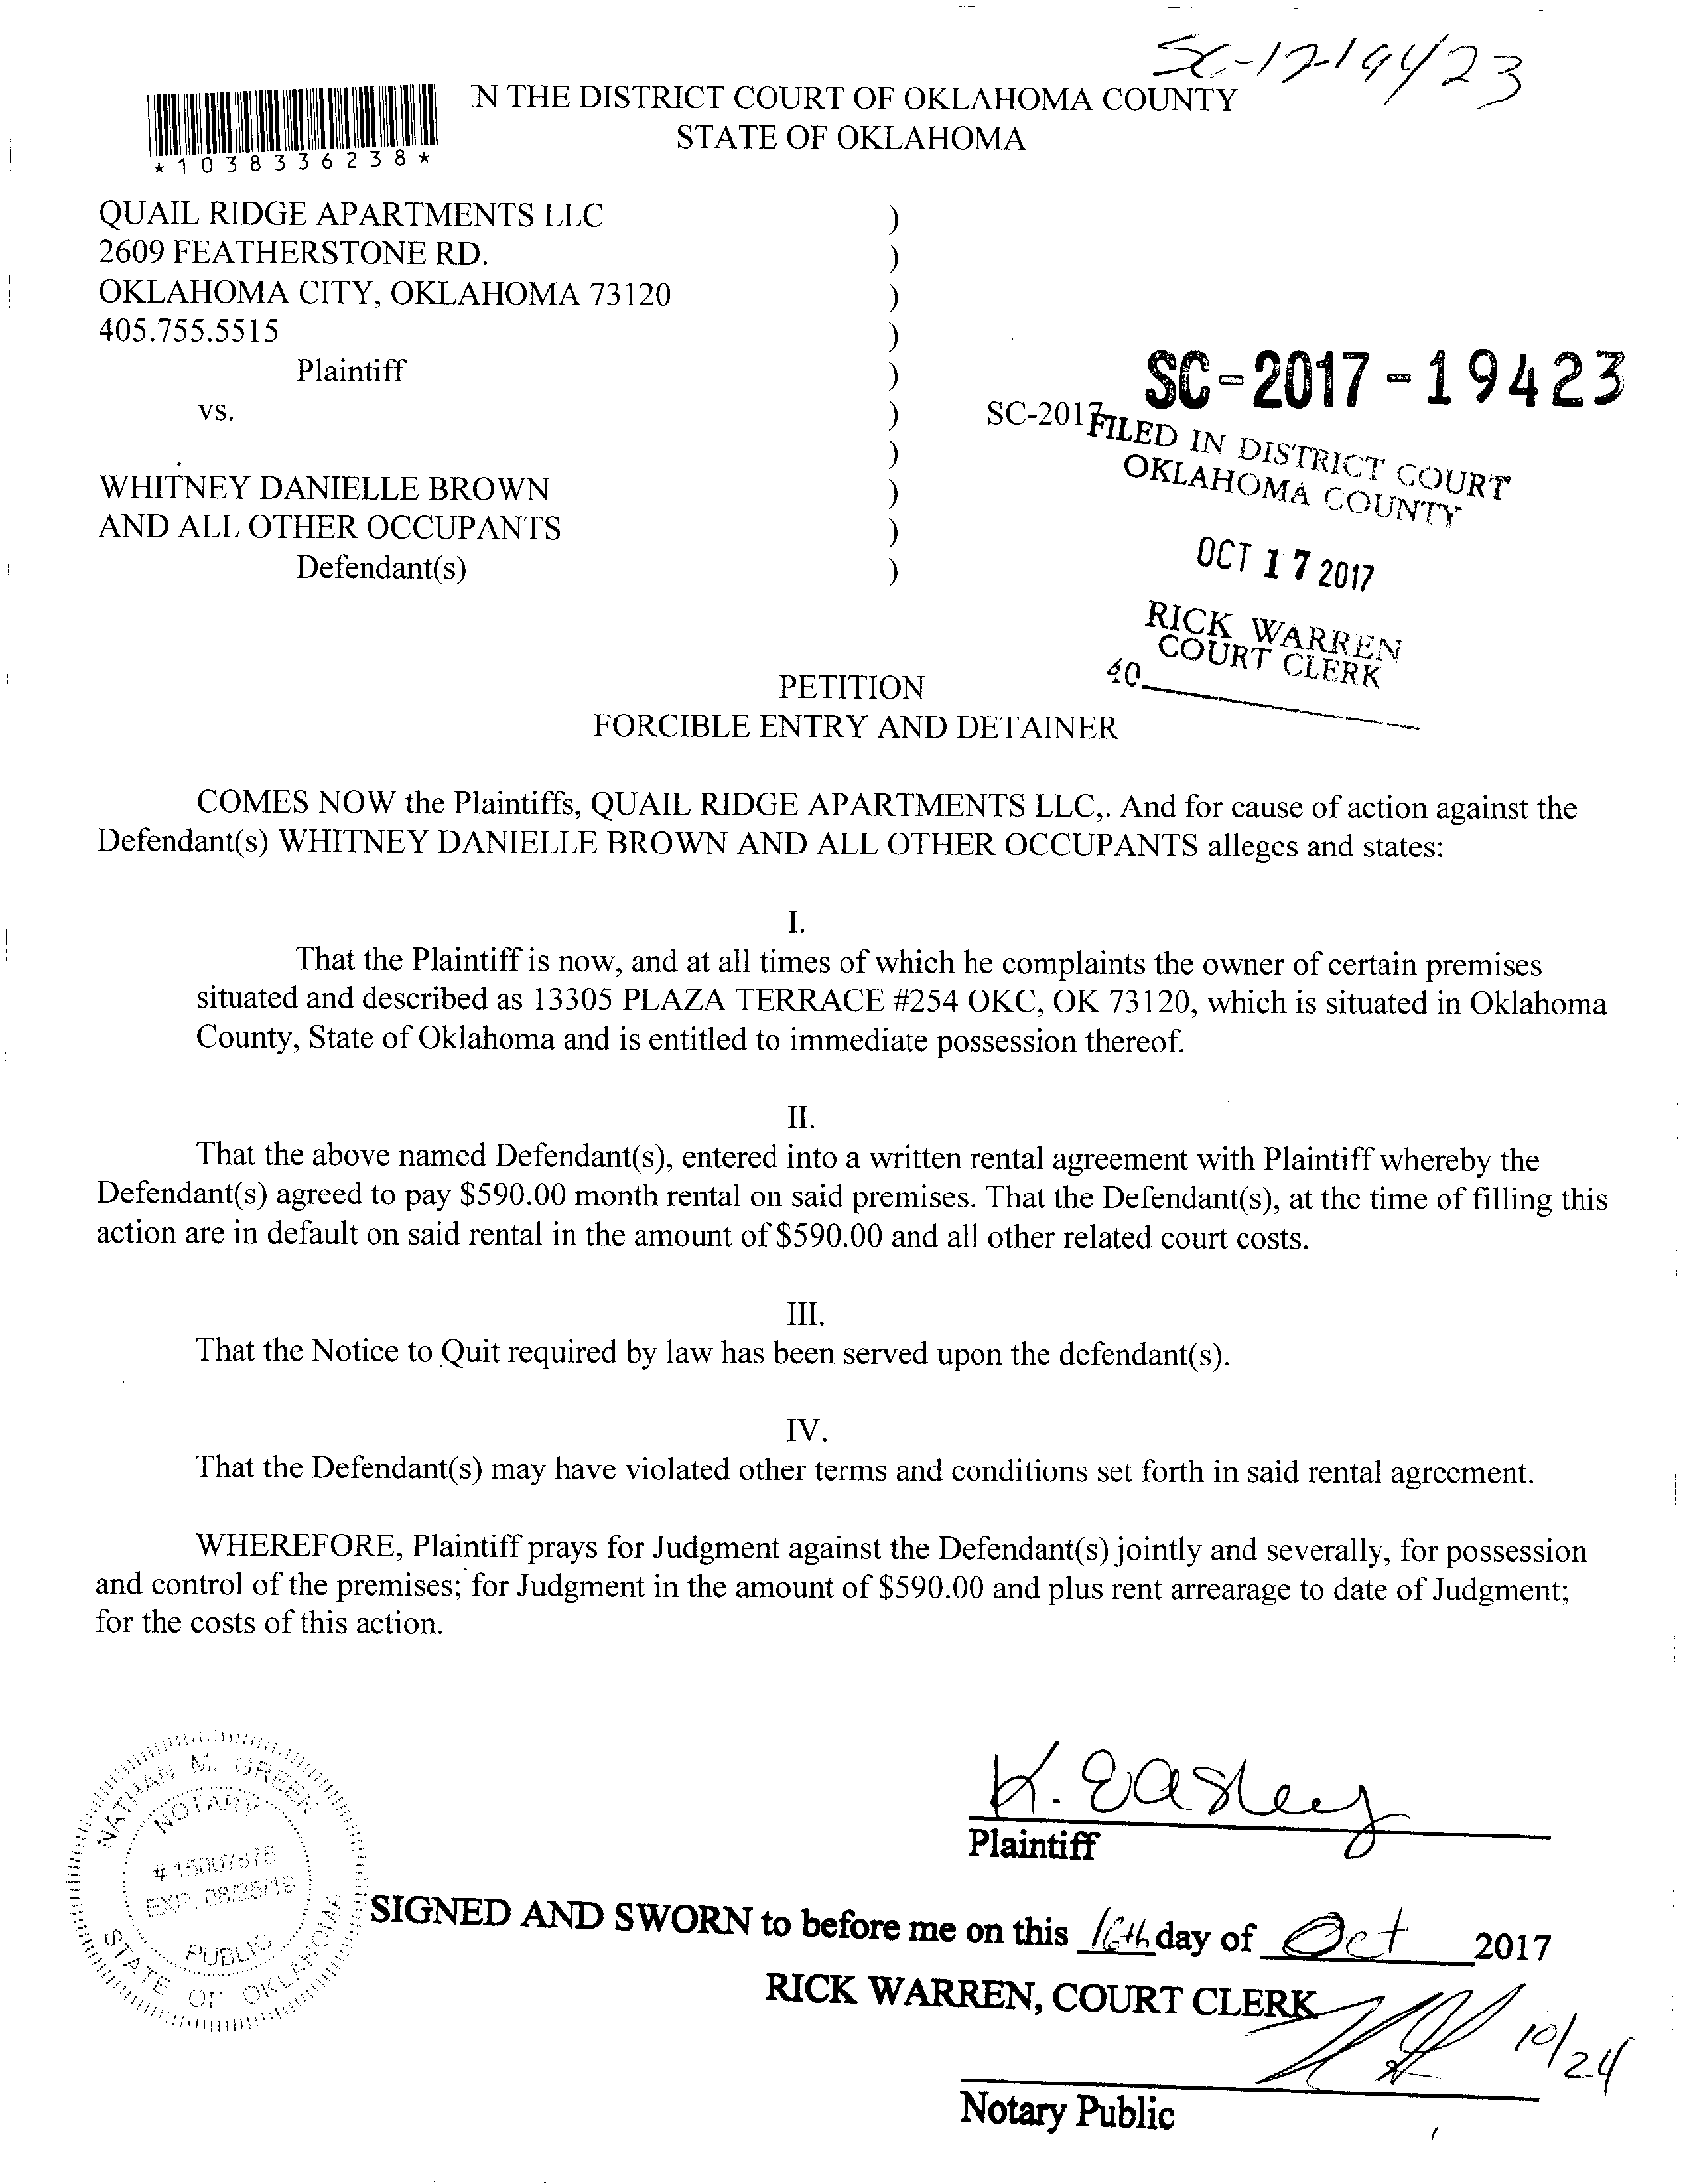 SC-17-19423
N THE DISTRICT COURT OF OKLAHOMA COUNTY
STATE OF OKLAHOMA
*1038336238*
QUAIL RIDGE APARTMENTS LLC )
2609 FEATHERSTONE RD. )
OKLAHOMA CITY, OKLAHOMA 73120 )
405.755.5515 )
Plaintiff )
SC-2017-19423
vs. ) SC-2017
)
FILED IN DISTRICT COURT
OKLAHOMA COUNTY
WHITNEY DANIELLE BROWN )
AND ALL OTHER OCCUPANTS )
Defendant(s) )
OCT 17 2017
RICK WARREN
COURT CLERK
40
PETITION
FORCIBLE ENTRY AND DETAINER
COMES NOW the Plaintiffs, QUAIL RIDGE APARTMENTS LLC,. And for cause of action against the
Defendant(s) WHITNEY DANIELLE BROWN AND ALL OTHER OCCUPANTS alleges and states:
I.
That the Plaintiff is now, and at all times of which he complaints the owner of certain premises
situated and described as 13305 PLAZA TERRACE #254 OKC, OK 73120, which is situated in Oklahoma
County, State of Oklahoma and is entitled to immediate possession thereof.
II.
That the above named Defendant(s), entered into a written rental agreement with Plaintiff whereby the
Defendant(s) agreed to pay $590.00 month rental on said premises. That the Defendant(s), at the time of filling this
action are in default on said rental in the amount of $590.00 and all other related court costs.
III.
That the Notice to Quit required by law has been served upon the defendant(s).
IV.
That the Defendant(s) may have violated other terms and conditions set forth in said rental agreement.
WHEREFORE, Plaintiff prays for Judgment against the Defendant(s) jointly and severally, for possession
and control of the premises; for Judgment in the amount of $590.00 and plus rent arrearage to date of Judgment;
for the costs of this action.
K. Easley
Plaintiff
NATHAN M. GREEK
NOTARY
PUBLIC
STATE OF OKLAHOMA
SIGNED AND SWORN to before me on this 16th day of Oct 2017
RICK WARREN, COURT CLERK
10/24
Notary Public